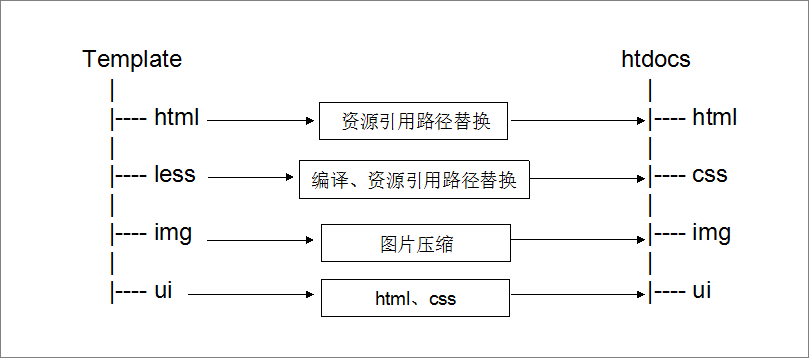 Template htdocs
| |
|---- html 资源引用路径替换 |---- html
| |
|---- less 编译、资源引用路径替换 |---- css
| |
|---- img 图片压缩 |---- img
| |
|---- ui html、css |---- ui